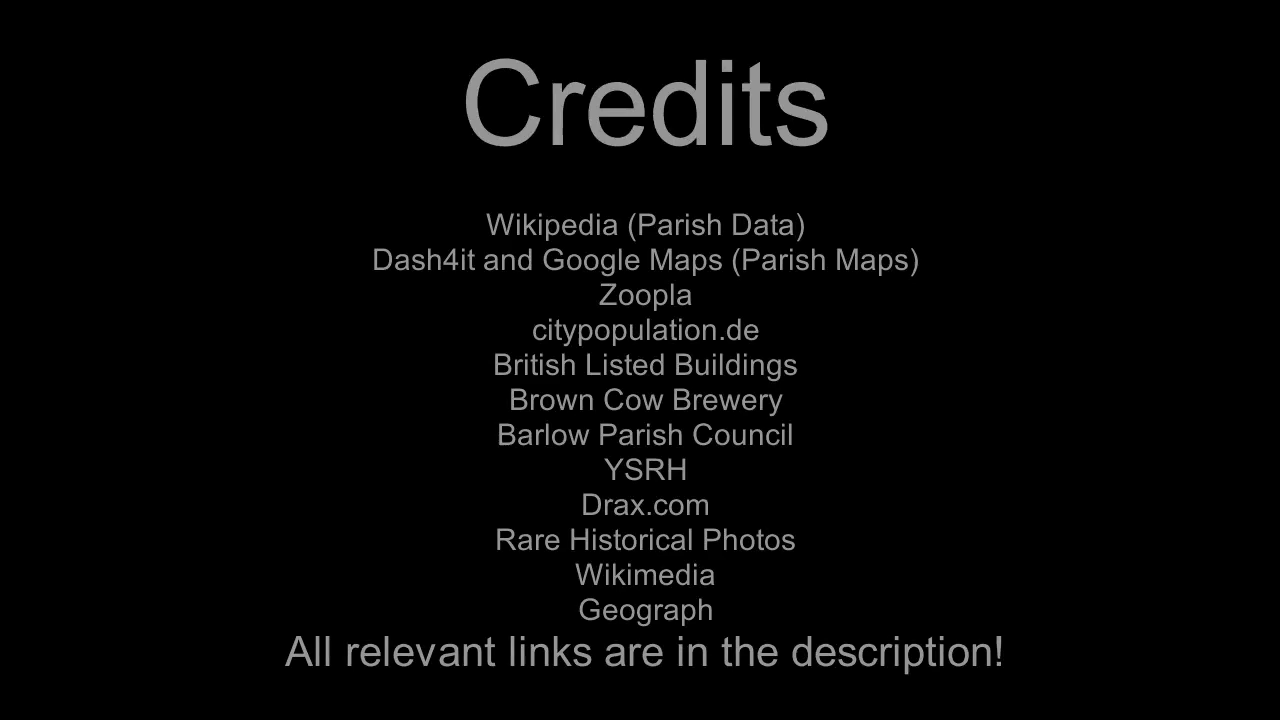 Credits
Wikipedia (Parish Data)
Dash4it and Google Maps (Parish Maps)
Zoopla
citypopulation.de
British Listed Buildings
Brown Cow Brewery
Barlow Parish Council
YSRH
Drax.com
Rare Historical Photos
Wikimedia
Geograph
All relevant links are in the description!